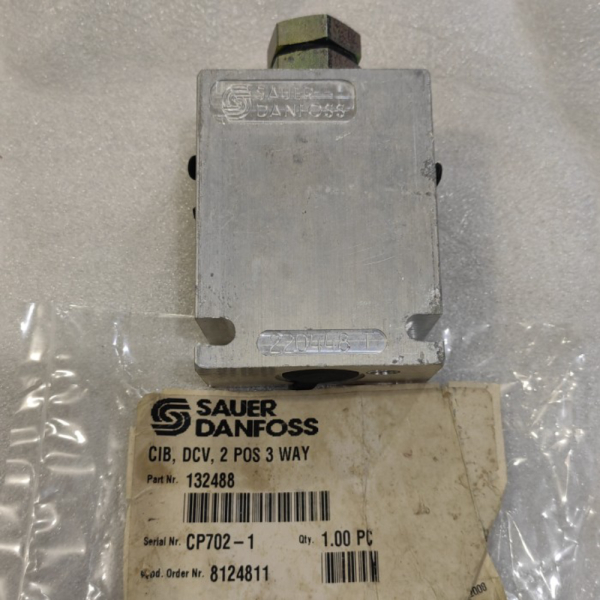 SAUER
DANFOSS
SAUER
DANFOSS
CIB, DCV, 2 POS 3 WAY
Part Nr. 132488
Serial Nr. CP702-1 Qty. 1.00 PC
Order Nr. 8124811